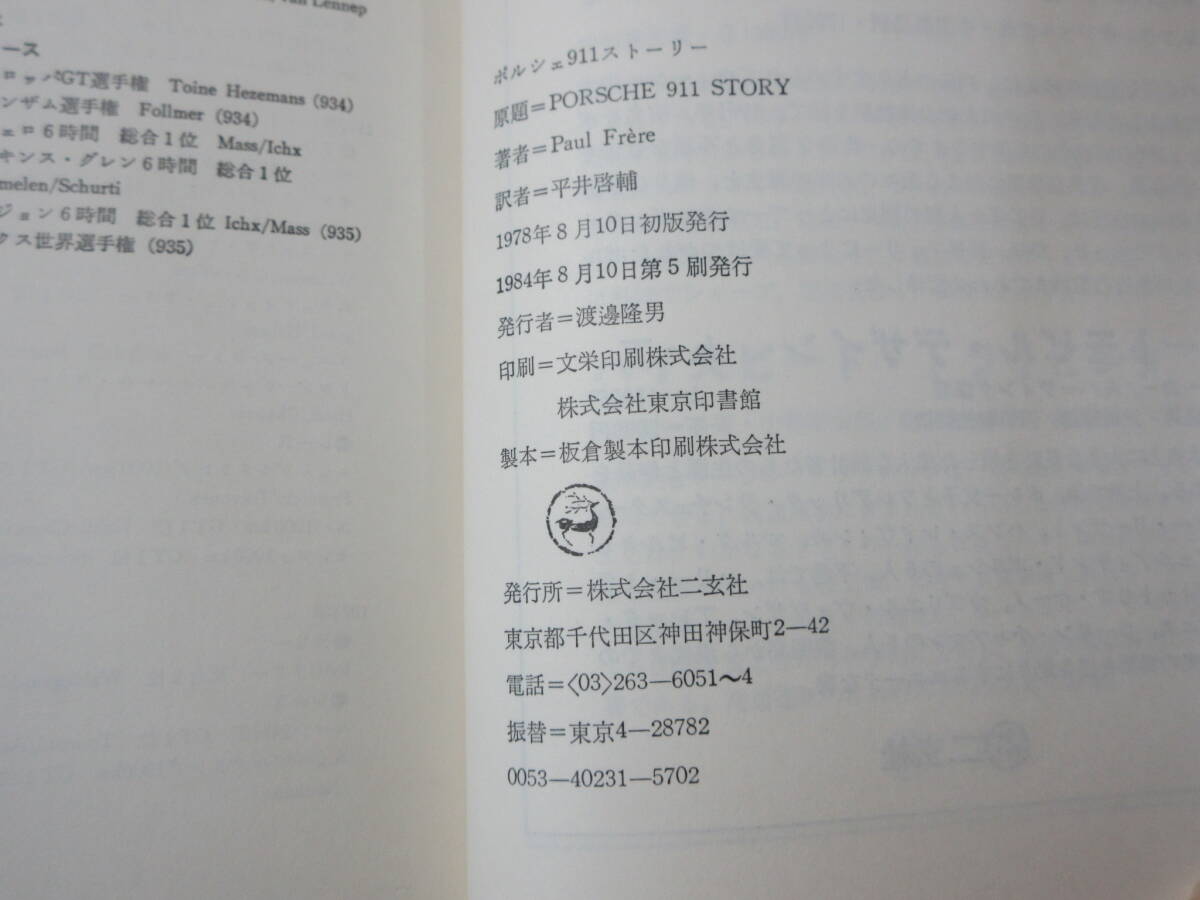 Lennep
ース
ロッパGT選手権 Toine Hezemans (934)
ンザム選手権 Follmer (934)
ェロ6時間 総合1位 Mass/Ichx
キンス・グレン6時間 総合1位
melen/Schurti
ジョン6時間 総合1位 Ichx/Mass (935)
クス世界選手権 (935)
ポルシェ911ストーリー
原題=PORSCHE 911 STORY
著者=Paul Frère
訳者=平井啓輔
1978年8月10日初版発行
1984年8月10日第5刷発行
発行者=渡邊隆男
印刷=文栄印刷株式会社
株式会社東京印書館
製本=板倉製本印刷株式会社
発行所=株式会社二玄社
東京都千代田区神田神保町2—42
電話=〈03〉263—6051〜4
振替=東京4—28782
0053—40231—5702